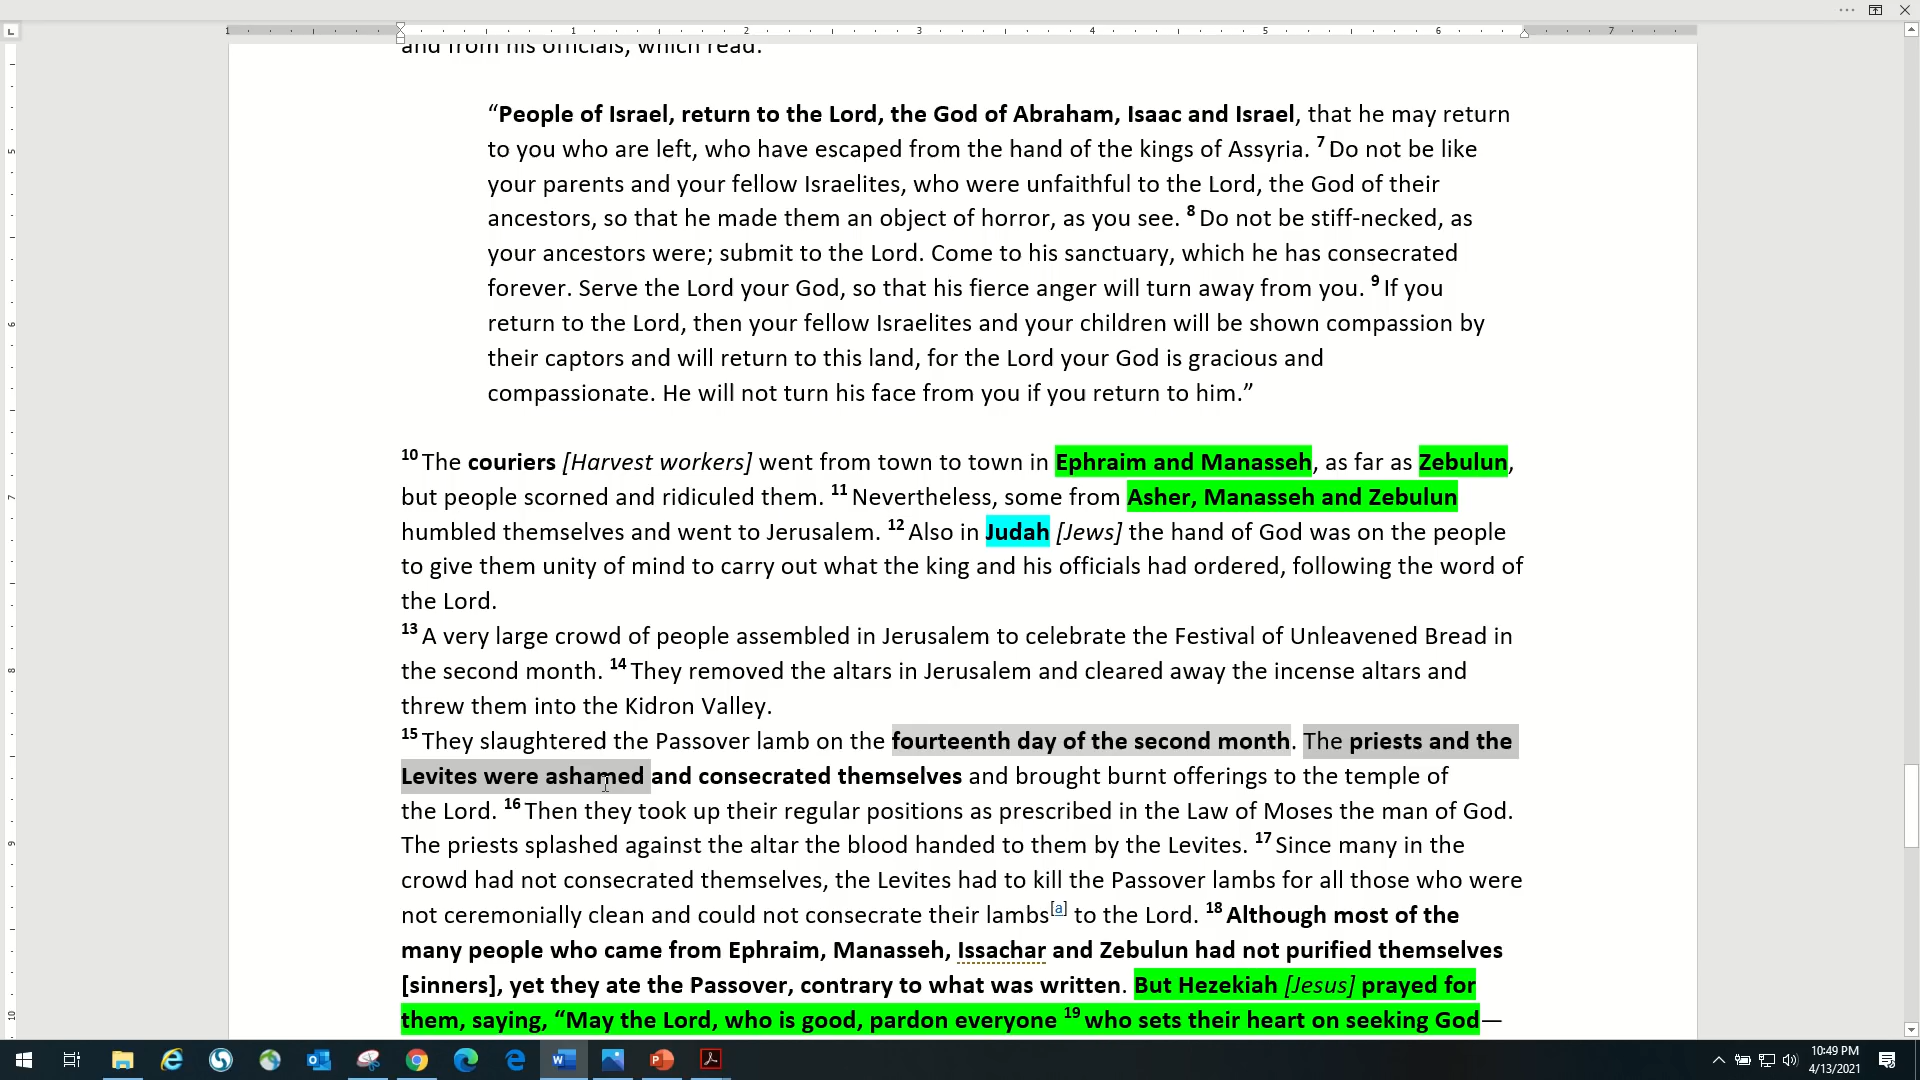 1 1 2 3 4 5 6 7
and from his officials, which read:
“People of Israel, return to the Lord, the God of Abraham, Isaac and Israel, that he may return
to you who are left, who have escaped from the hand of the kings of Assyria. 7 Do not be like
your parents and your fellow Israelites, who were unfaithful to the Lord, the God of their
ancestors, so that he made them an object of horror, as you see. 8 Do not be stiff-necked, as
your ancestors were; submit to the Lord. Come to his sanctuary, which he has consecrated
forever. Serve the Lord your God, so that his fierce anger will turn away from you. 9 If you
return to the Lord, then your fellow Israelites and your children will be shown compassion by
their captors and will return to this land, for the Lord your God is gracious and
compassionate. He will not turn his face from you if you return to him.”
10 The couriers [Harvest workers] went from town to town in Ephraim and Manasseh, as far as Zebulun,
but people scorned and ridiculed them. 11 Nevertheless, some from Asher, Manasseh and Zebulun
humbled themselves and went to Jerusalem. 12 Also in Judah [Jews] the hand of God was on the people
to give them unity of mind to carry out what the king and his officials had ordered, following the word of
the Lord.
13 A very large crowd of people assembled in Jerusalem to celebrate the Festival of Unleavened Bread in
the second month. 14 They removed the altars in Jerusalem and cleared away the incense altars and
threw them into the Kidron Valley.
15 They slaughtered the Passover lamb on the fourteenth day of the second month. The priests and the
Levites were ashamed and consecrated themselves and brought burnt offerings to the temple of
the Lord. 16 Then they took up their regular positions as prescribed in the Law of Moses the man of God.
The priests splashed against the altar the blood handed to them by the Levites. 17 Since many in the
crowd had not consecrated themselves, the Levites had to kill the Passover lambs for all those who were
not ceremonially clean and could not consecrate their lambs[a] to the Lord. 18 Although most of the
many people who came from Ephraim, Manasseh, Issachar and Zebulun had not purified themselves
[sinners], yet they ate the Passover, contrary to what was written. But Hezekiah [Jesus] prayed for
them, saying, “May the Lord, who is good, pardon everyone 19 who sets their heart on seeking God—
5
6
7
8
9
10
10:49 PM
4/13/2021